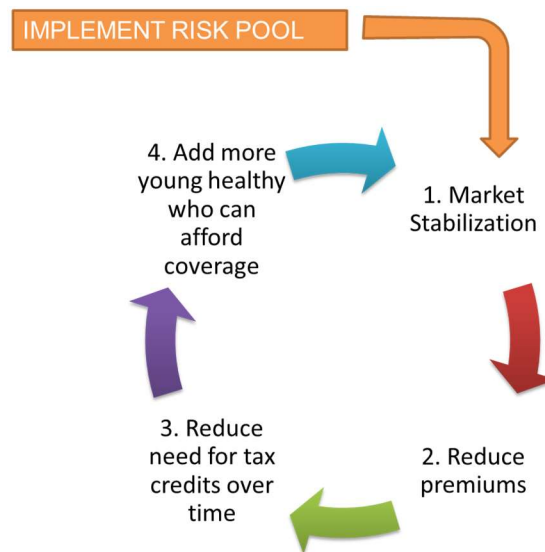 IMPLEMENT RISK POOL
1. Market
Stabilization
2. Reduce
premiums
3. Reduce
need for tax
credits over
time
4. Add more
young healthy
who can
afford
coverage